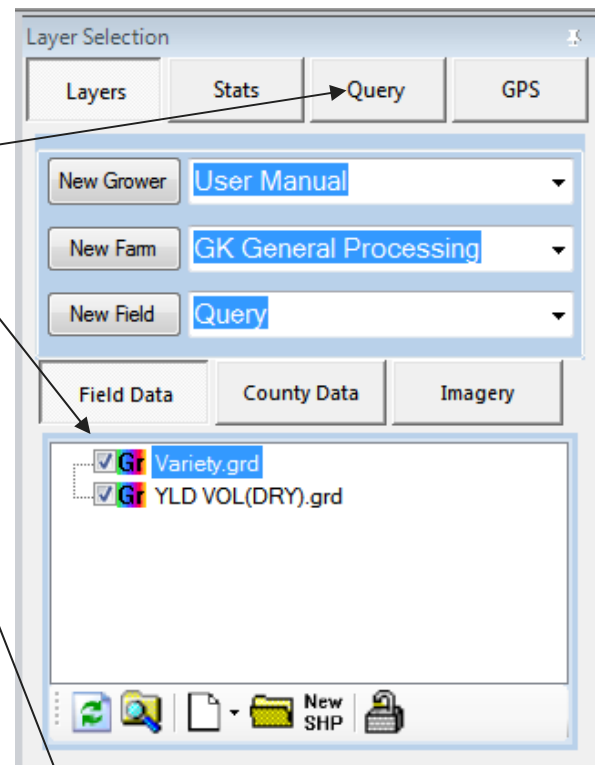 Layer Selection
Layers Stats Query GPS
New Grower User Manual
New Farm GK General Processing
New Field Query
Field Data County Data Imagery
Gr Variety.grd
Gr YLD VOL(DRY).grd
New
SHP